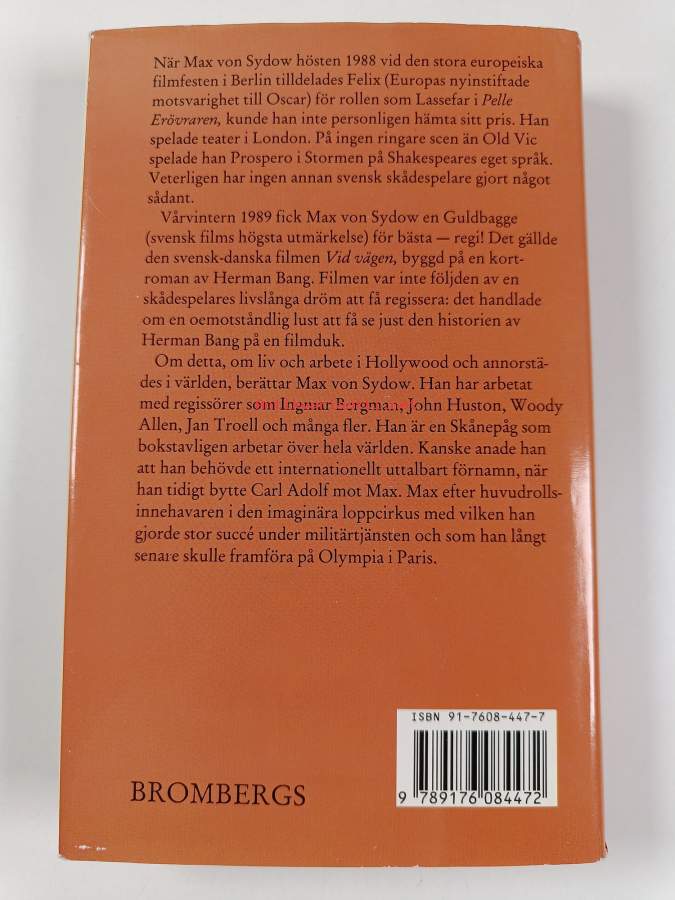 När Max von Sydow hösten 1988 vid den stora europeiska
filmfesten i Berlin tilldelades Felix (Europas nyinstiftade
motsvarighet till Oscar) för rollen som Lassefar i Pelle
Erövraren, kunde han inte personligen hämta sitt pris. Han
spelade teater i London. På ingen ringare scen än Old Vic
spelade han Prospero i Stormen på Shakespeares eget språk.
Veterligen har ingen annan svensk skådespelare gjort något
sådant.
Vårvintern 1989 fick Max von Sydow en Guldbagge
(svensk films högsta utmärkelse) för bästa — regi! Det gällde
den svensk-danska filmen Vid vägen, byggd på en kort-
roman av Herman Bang. Filmen var inte följden av en
skådespelares livslånga dröm att få regissera: det handlade
om en oemotståndlig lust att få se just den historien av
Herman Bang på en filmduk.
Om detta, om liv och arbete i Hollywood och annorstä-
des i världen, berättar Max von Sydow. Han har arbetat
med regissörer som Ingmar Bergman, John Huston, Woody
Allen, Jan Troell och många fler. Han är en Skånepåg som
bokstavligen arbetar över hela världen. Kanske anade han
att han behövde ett internationellt uttalbart förnamn, när
han tidigt bytte Carl Adolf mot Max. Max efter huvudrolls-
innehavaren i den imaginära loppcirkus med vilken han
gjorde stor succé under militärtjänsten och som han långt
senare skulle framföra på Olympia i Paris.
ISBN 91-7608-447-7
9 789176 084472
BROMBERGS